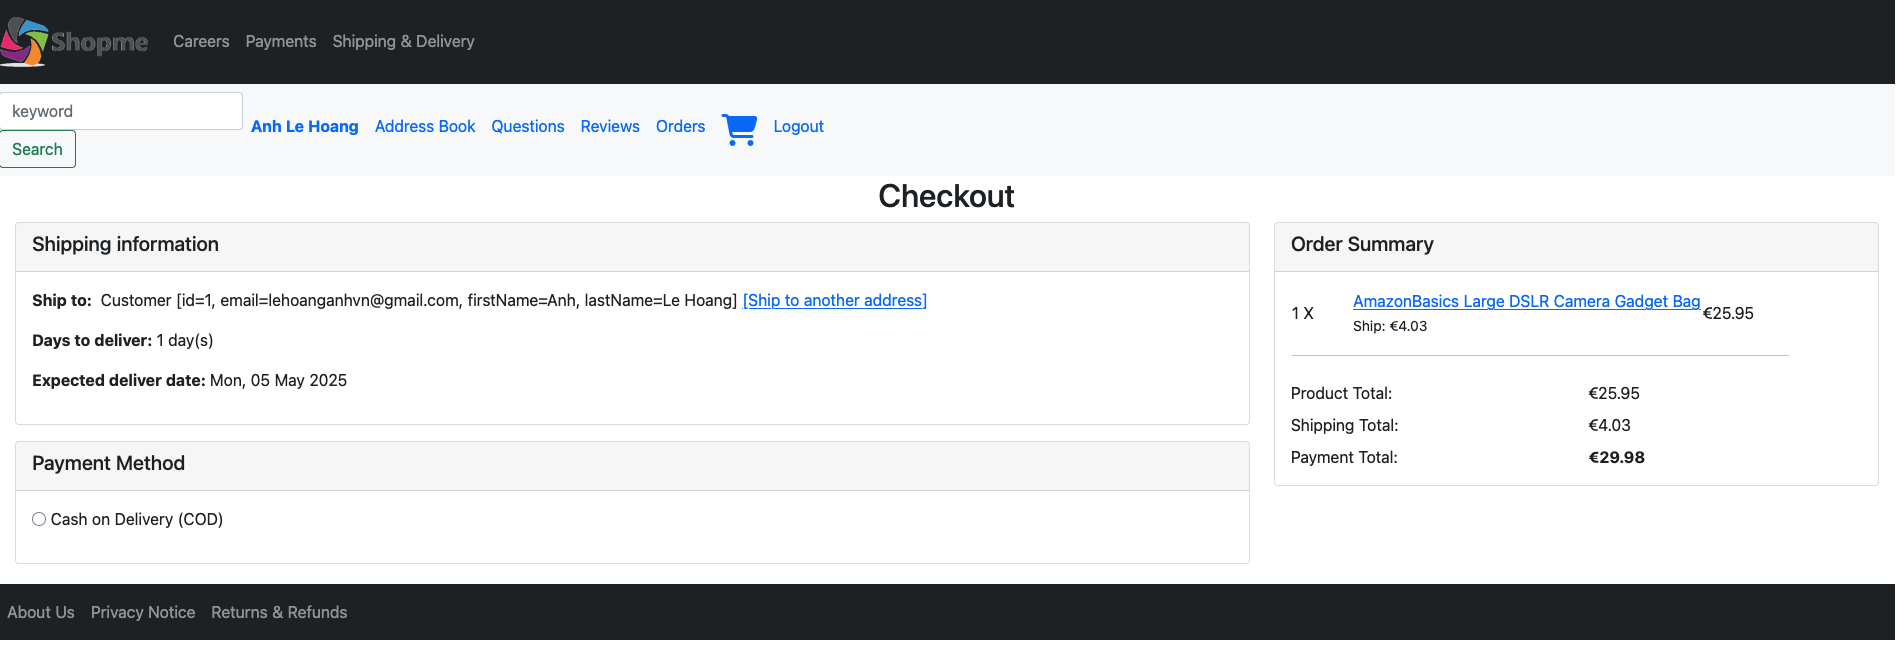 Shopme Careers Payments Shipping & Delivery
keyword
Search
Anh Le Hoang Address Book Questions Reviews Orders Logout
Checkout
Shipping information
Ship to: Customer [id=1, email=lehoanganhvn@gmail.com, firstName=Anh, lastName=Le Hoang] [Ship to another address]
Days to deliver: 1 day(s)
Expected deliver date: Mon, 05 May 2025
Payment Method
Cash on Delivery (COD)
Order Summary
1 X AmazonBasics Large DSLR Camera Gadget Bag €25.95
Ship: €4.03
Product Total: €25.95
Shipping Total: €4.03
Payment Total: €29.98
About Us Privacy Notice Returns & Refunds